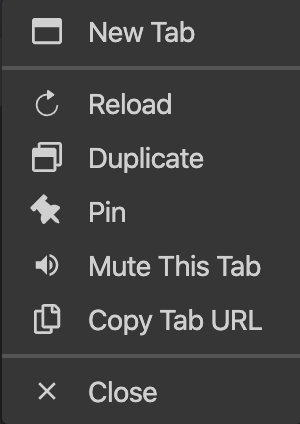 New Tab
Reload
Duplicate
Pin
Mute This Tab
Copy Tab URL
Close